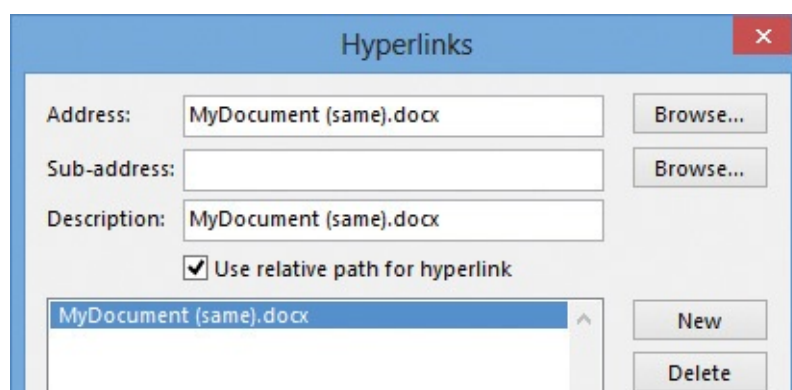 Hyperlinks
Address: MyDocument (same).docx Browse...
Sub-address: Browse...
Description: MyDocument (same).docx
Use relative path for hyperlink
MyDocument (same).docx New
Delete